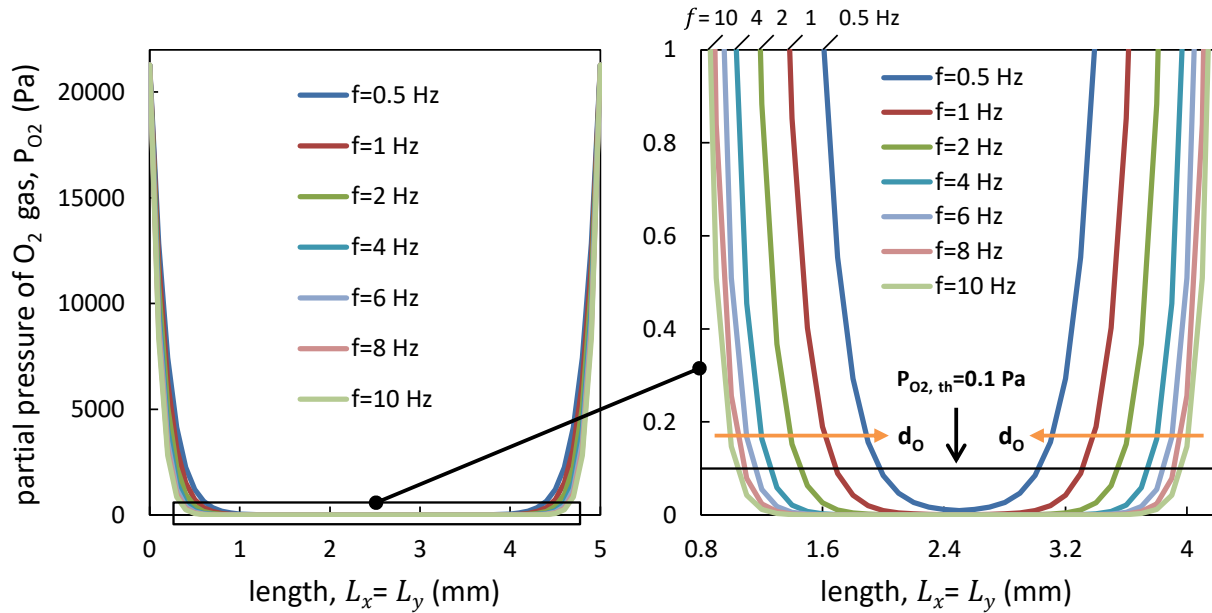 partial pressure of O₂ gas, P_O2 (Pa)
20000
15000
10000
5000
0
f=0.5 Hz
f=1 Hz
f=2 Hz
f=4 Hz
f=6 Hz
f=8 Hz
f=10 Hz
0 1 2 3 4 5
length, Lx= Ly (mm)
f = 10 4 2 1 0.5 Hz
1
0.8
0.6
0.4
0.2
0
f=0.5 Hz
f=1 Hz
f=2 Hz
f=4 Hz
f=6 Hz
f=8 Hz
f=10 Hz
P_O2, th=0.1 Pa
d_O d_O
0.8 1.6 2.4 3.2 4
length, Lx= Ly (mm)